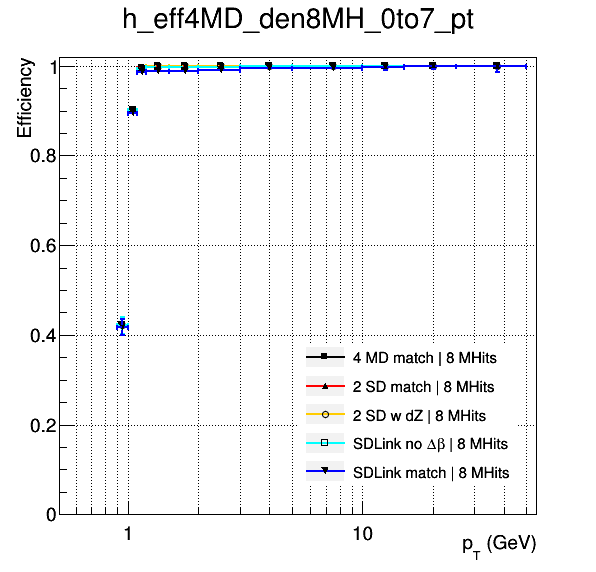 h_eff4MD_den8MH_0to7_pt
Efficiency
1
0.8
0.6
0.4
0.2
0
4 MD match | 8 MHits
2 SD match | 8 MHits
2 SD w dZ | 8 MHits
SDLink no Δβ | 8 MHits
SDLink match | 8 MHits
1
10
p_T (GeV)